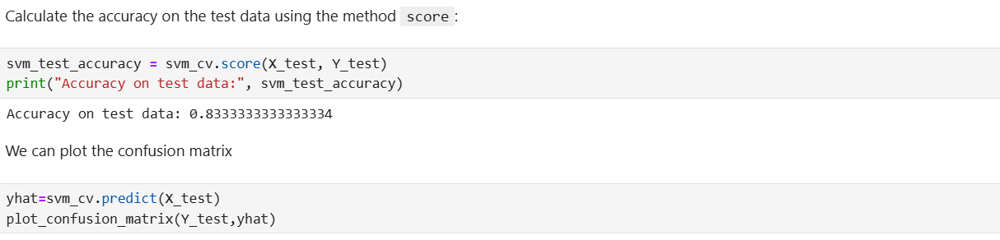 Calculate the accuracy on the test data using the method score :
svm_test_accuracy = svm_cv.score(X_test, Y_test)
print("Accuracy on test data:", svm_test_accuracy)
Accuracy on test data: 0.8333333333333334
We can plot the confusion matrix
yhat=svm_cv.predict(X_test)
plot_confusion_matrix(Y_test,yhat)